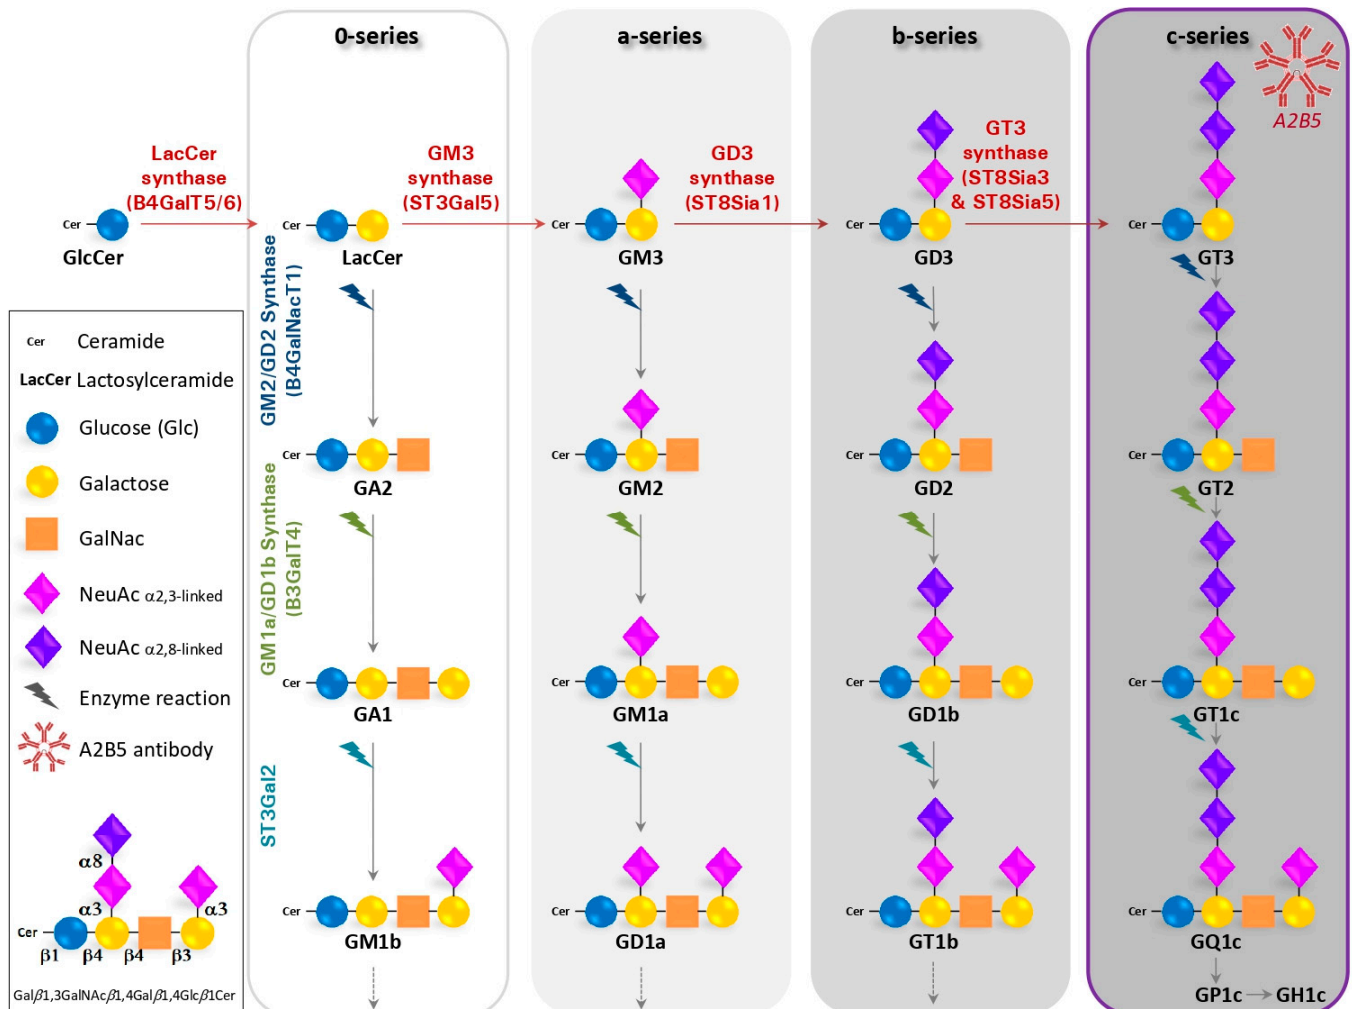 0-series
a-series
b-series
c-series
A2B5
LacCer
synthase
(B4GalT5/6)
GM3
synthase
(ST3Gal5)
GD3
synthase
(ST8Sia1)
GT3
synthase
(ST8Sia3
& ST8Sia5)
Cer
GlcCer
Cer
LacCer
Cer
GM3
Cer
GD3
Cer
GT3
GM2/GD2 Synthase
(B4GalNacT1)
Cer
GA2
Cer
GM2
Cer
GD2
Cer
GT2
GM1a/GD1b Synthase
(B3GalT4)
Cer
GA1
Cer
GM1a
Cer
GD1b
Cer
GT1c
ST3Gal2
Cer
GM1b
Cer
GD1a
Cer
GT1b
Cer
GQ1c
GP1c
GH1c
Cer Ceramide
LacCer Lactosylceramide
Glucose (Glc)
Galactose
GalNac
NeuAc α2,3-linked
NeuAc α2,8-linked
Enzyme reaction
A2B5 antibody
α8
α3
α3
Cer
β1
β4
β4
β3
Galβ1,3GalNAcβ1,4Galβ1,4Glcβ1Cer